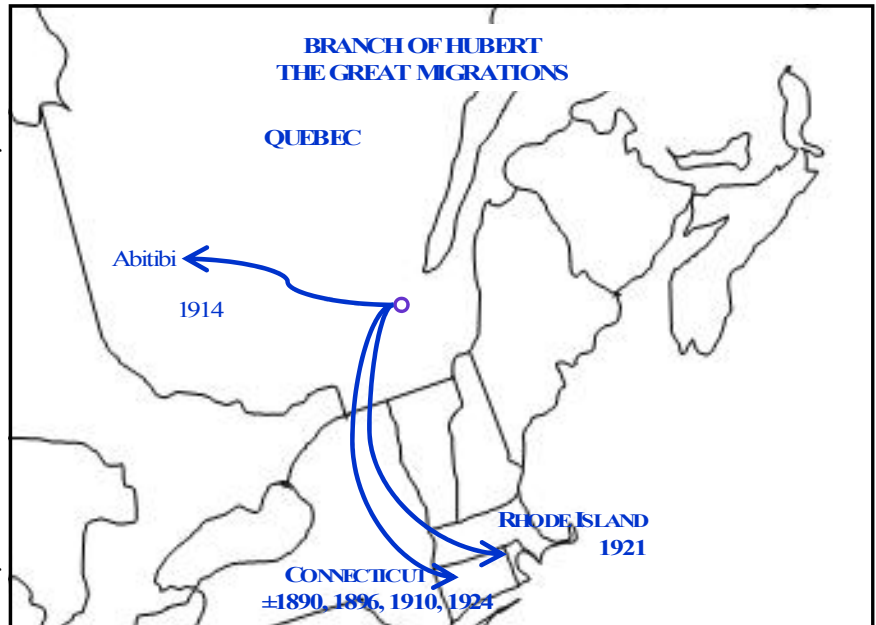 BRANCH OF HUBERT
THE GREAT MIGRATIONS
QUEBEC
Abitibi
1914
RHODE ISLAND
1921
CONNECTICUT
±1890, 1896, 1910, 1924